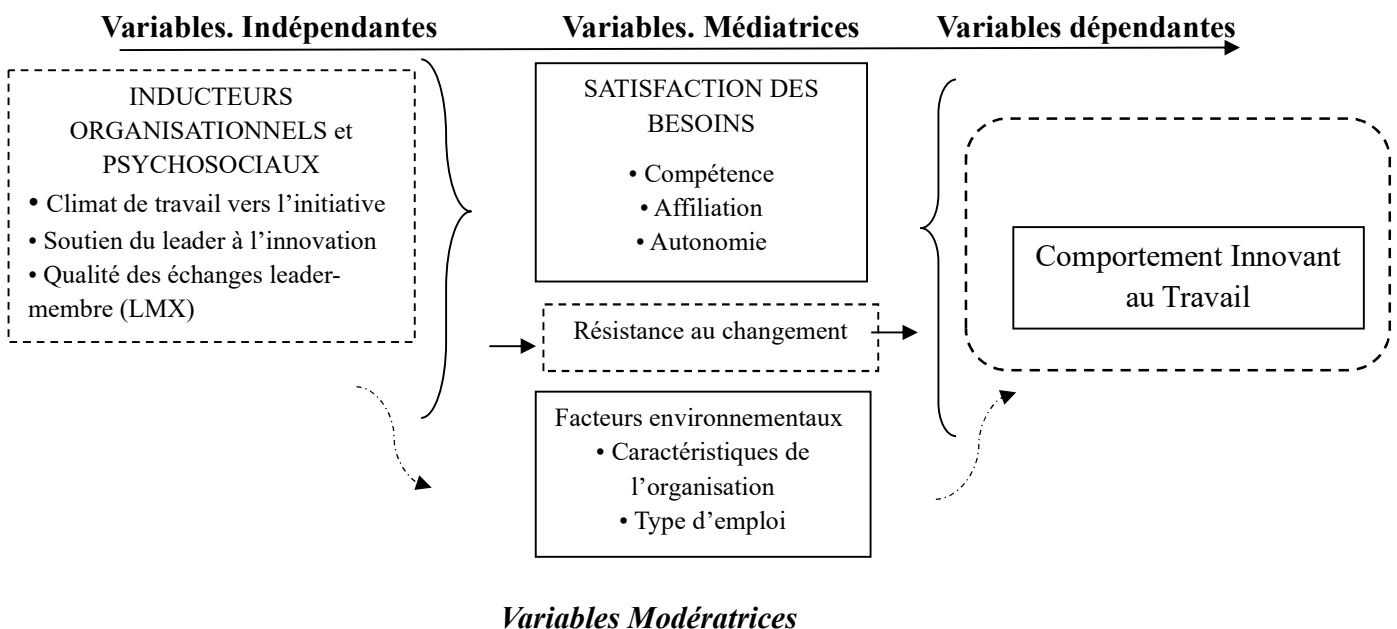 Variables. Indépendantes
Variables. Médiatrices
Variables dépendantes
INDUCTEURS
ORGANISATIONNELS et
PSYCHOSOCIAUX
• Climat de travail vers l’initiative
• Soutien du leader à l’innovation
• Qualité des échanges leader-
membre (LMX)
SATISFACTION DES
BESOINS
• Compétence
• Affiliation
• Autonomie
Résistance au changement
Facteurs environnementaux
• Caractéristiques de
l’organisation
• Type d’emploi
Comportement Innovant
au Travail
Variables Modératrices